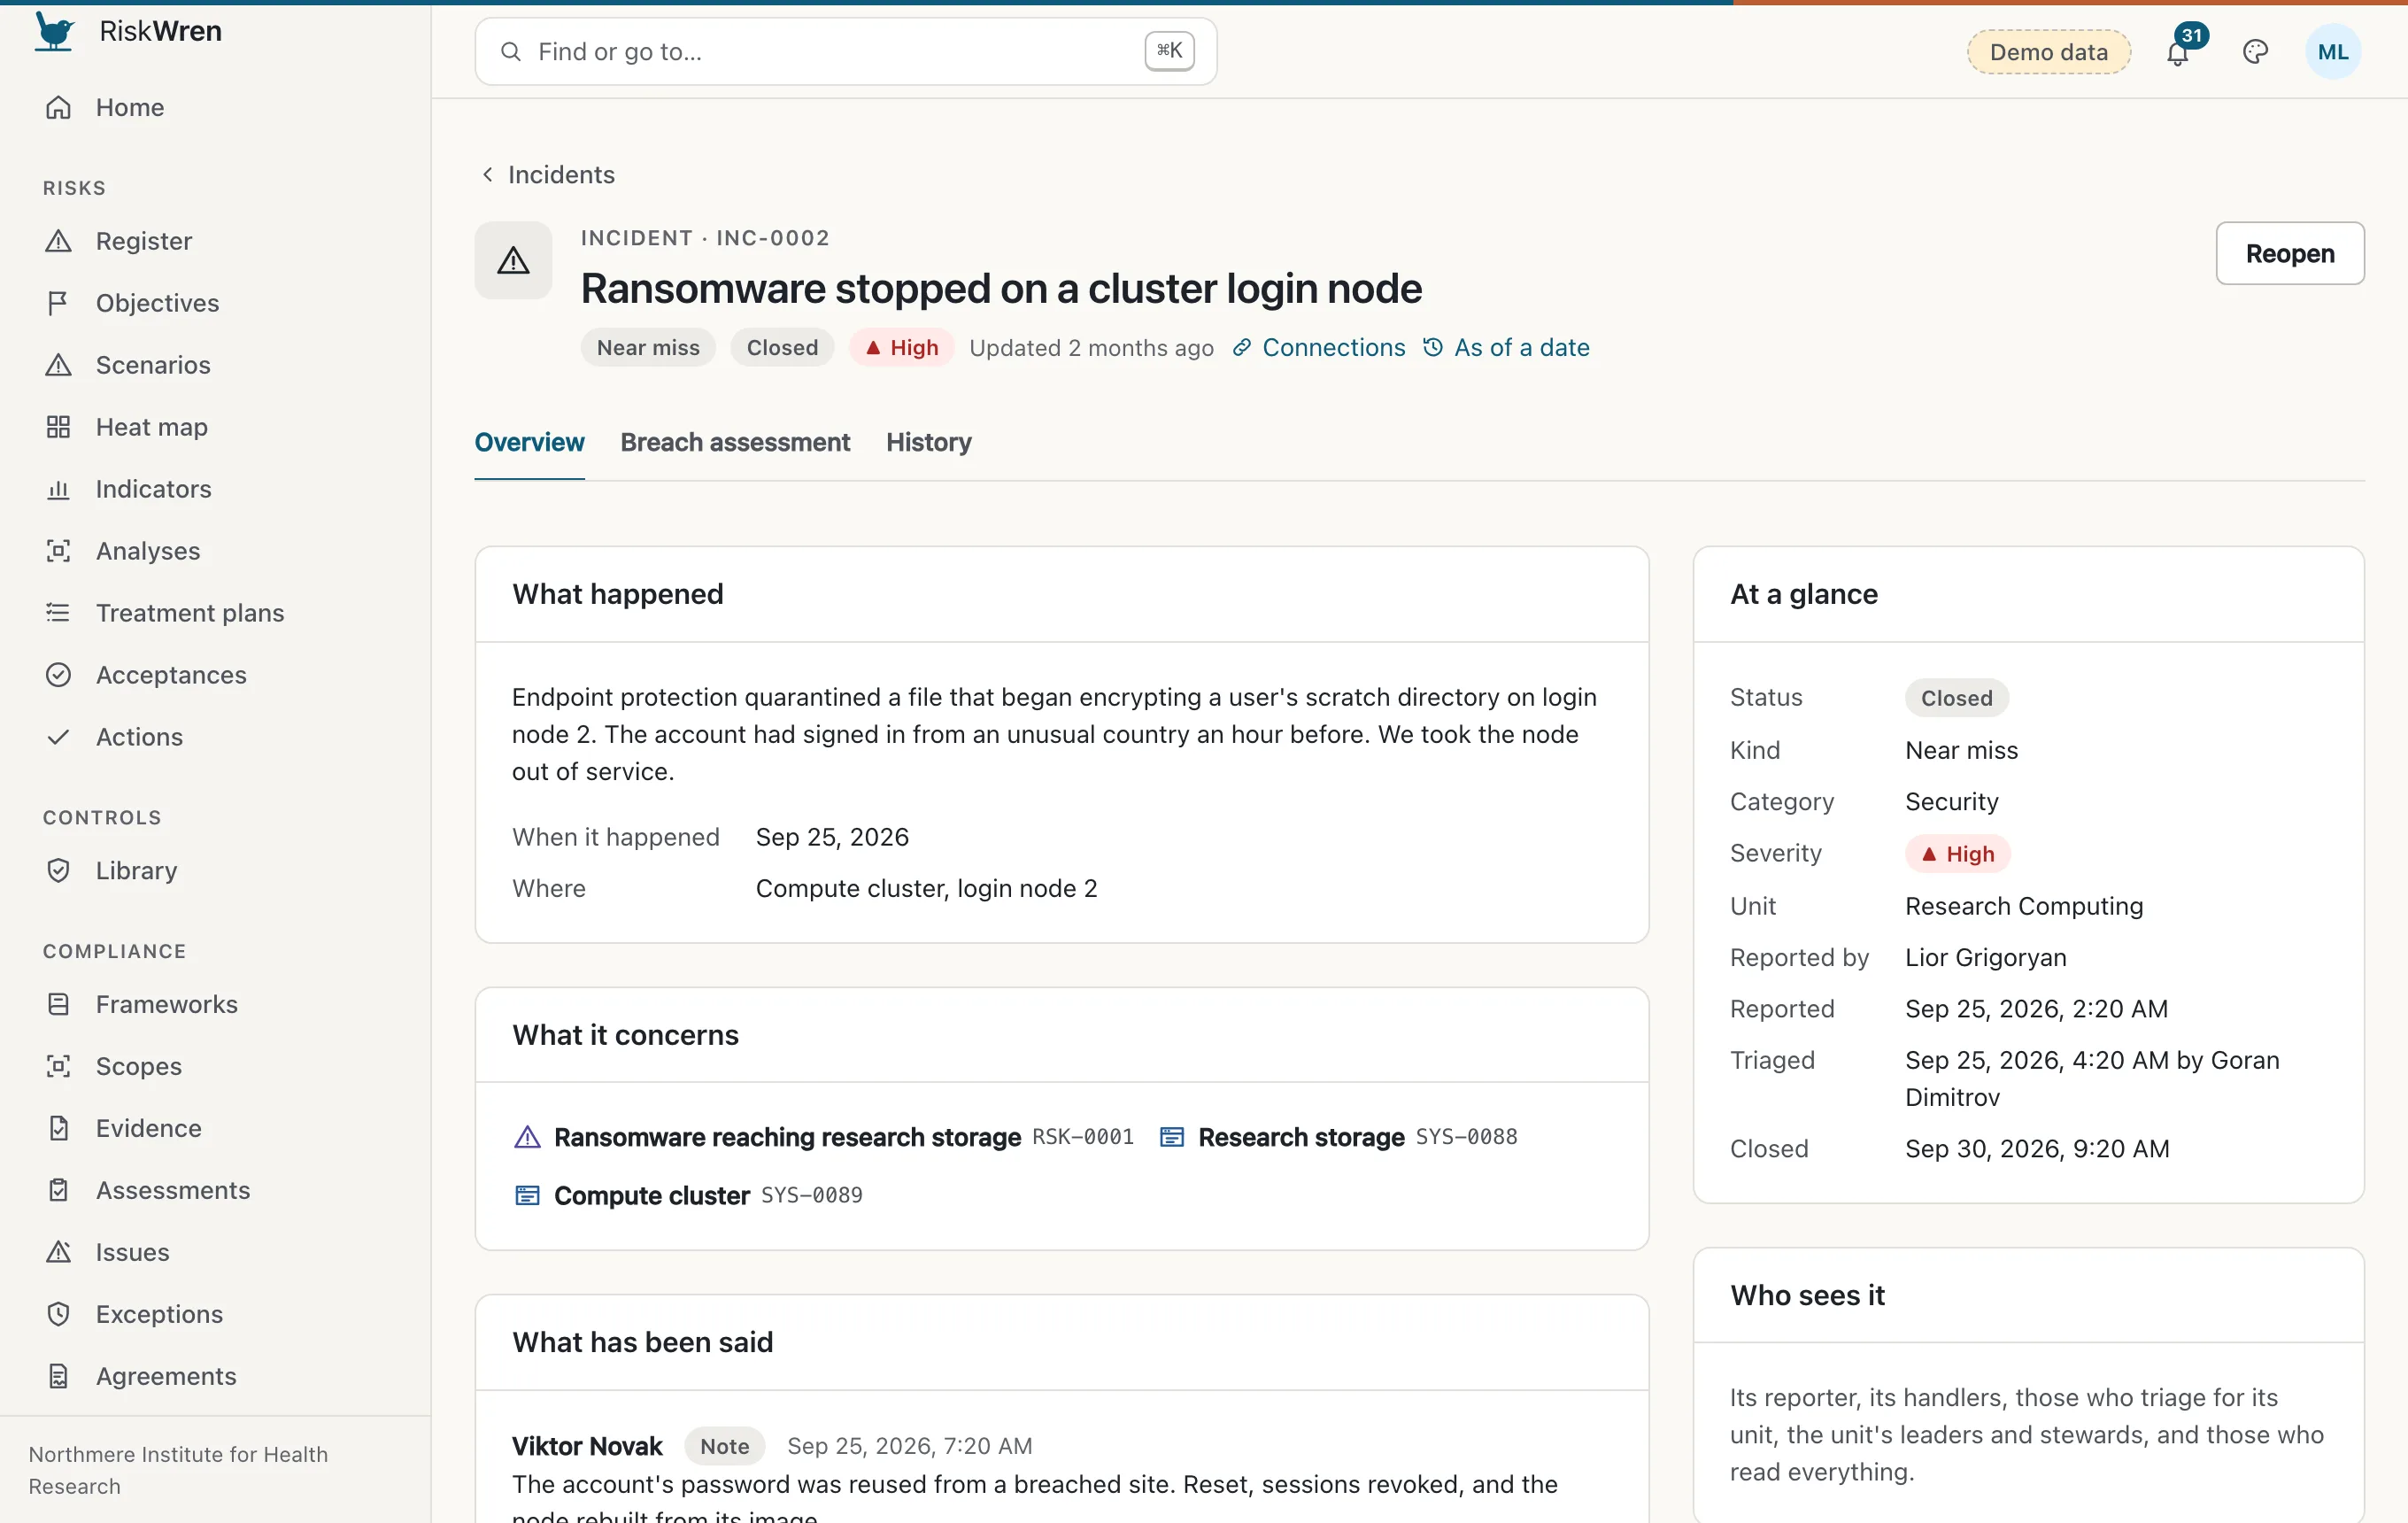 RiskWren
Find or go to...
⌘K
Demo data
31
ML
Home
RISKS
Register
Objectives
Scenarios
Heat map
Indicators
Analyses
Treatment plans
Acceptances
Actions
CONTROLS
Library
COMPLIANCE
Frameworks
Scopes
Evidence
Assessments
Issues
Exceptions
Agreements
Northmere Institute for Health
Research
Incidents
INCIDENT · INC-0002
Ransomware stopped on a cluster login node
Reopen
Near miss
Closed
High
Updated 2 months ago
Connections
As of a date
Overview
Breach assessment
History
What happened
Endpoint protection quarantined a file that began encrypting a user's scratch directory on login
node 2. The account had signed in from an unusual country an hour before. We took the node
out of service.
When it happened Sep 25, 2026
Where Compute cluster, login node 2
What it concerns
Ransomware reaching research storage RSK-0001 Research storage SYS-0088
Compute cluster SYS-0089
What has been said
Viktor Novak Note Sep 25, 2026, 7:20 AM
The account's password was reused from a breached site. Reset, sessions revoked, and the
node rebuilt from its image.
At a glance
Status Closed
Kind Near miss
Category Security
Severity High
Unit Research Computing
Reported by Lior Grigoryan
Reported Sep 25, 2026, 2:20 AM
Triaged Sep 25, 2026, 4:20 AM by Goran
Dimitrov
Closed Sep 30, 2026, 9:20 AM
Who sees it
Its reporter, its handlers, those who triage for its
unit, the unit's leaders and stewards, and those who
read everything.